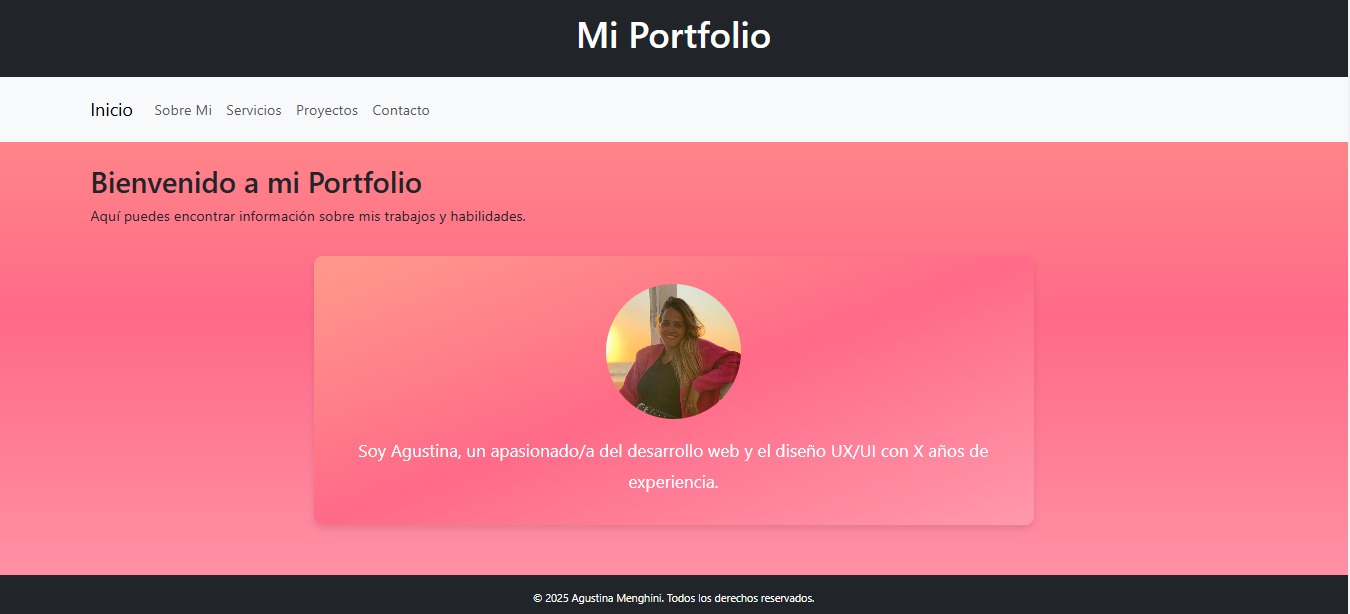 Mi Portfolio
Inicio Sobre Mi Servicios Proyectos Contacto
Bienvenido a mi Portfolio
Aquí puedes encontrar información sobre mis trabajos y habilidades.
Soy Agustina, un apasionado/a del desarrollo web y el diseño UX/UI con X años de
experiencia.
© 2025 Agustina Menghini. Todos los derechos reservados.